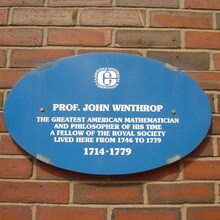 PROF. JOHN WINTHROP
THE GREATEST AMERICAN MATHEMATICIAN
AND PHILOSOPHER OF HIS TIME
A FELLOW OF THE ROYAL SOCIETY
LIVED HERE FROM 1746 TO 1779
1714-1779